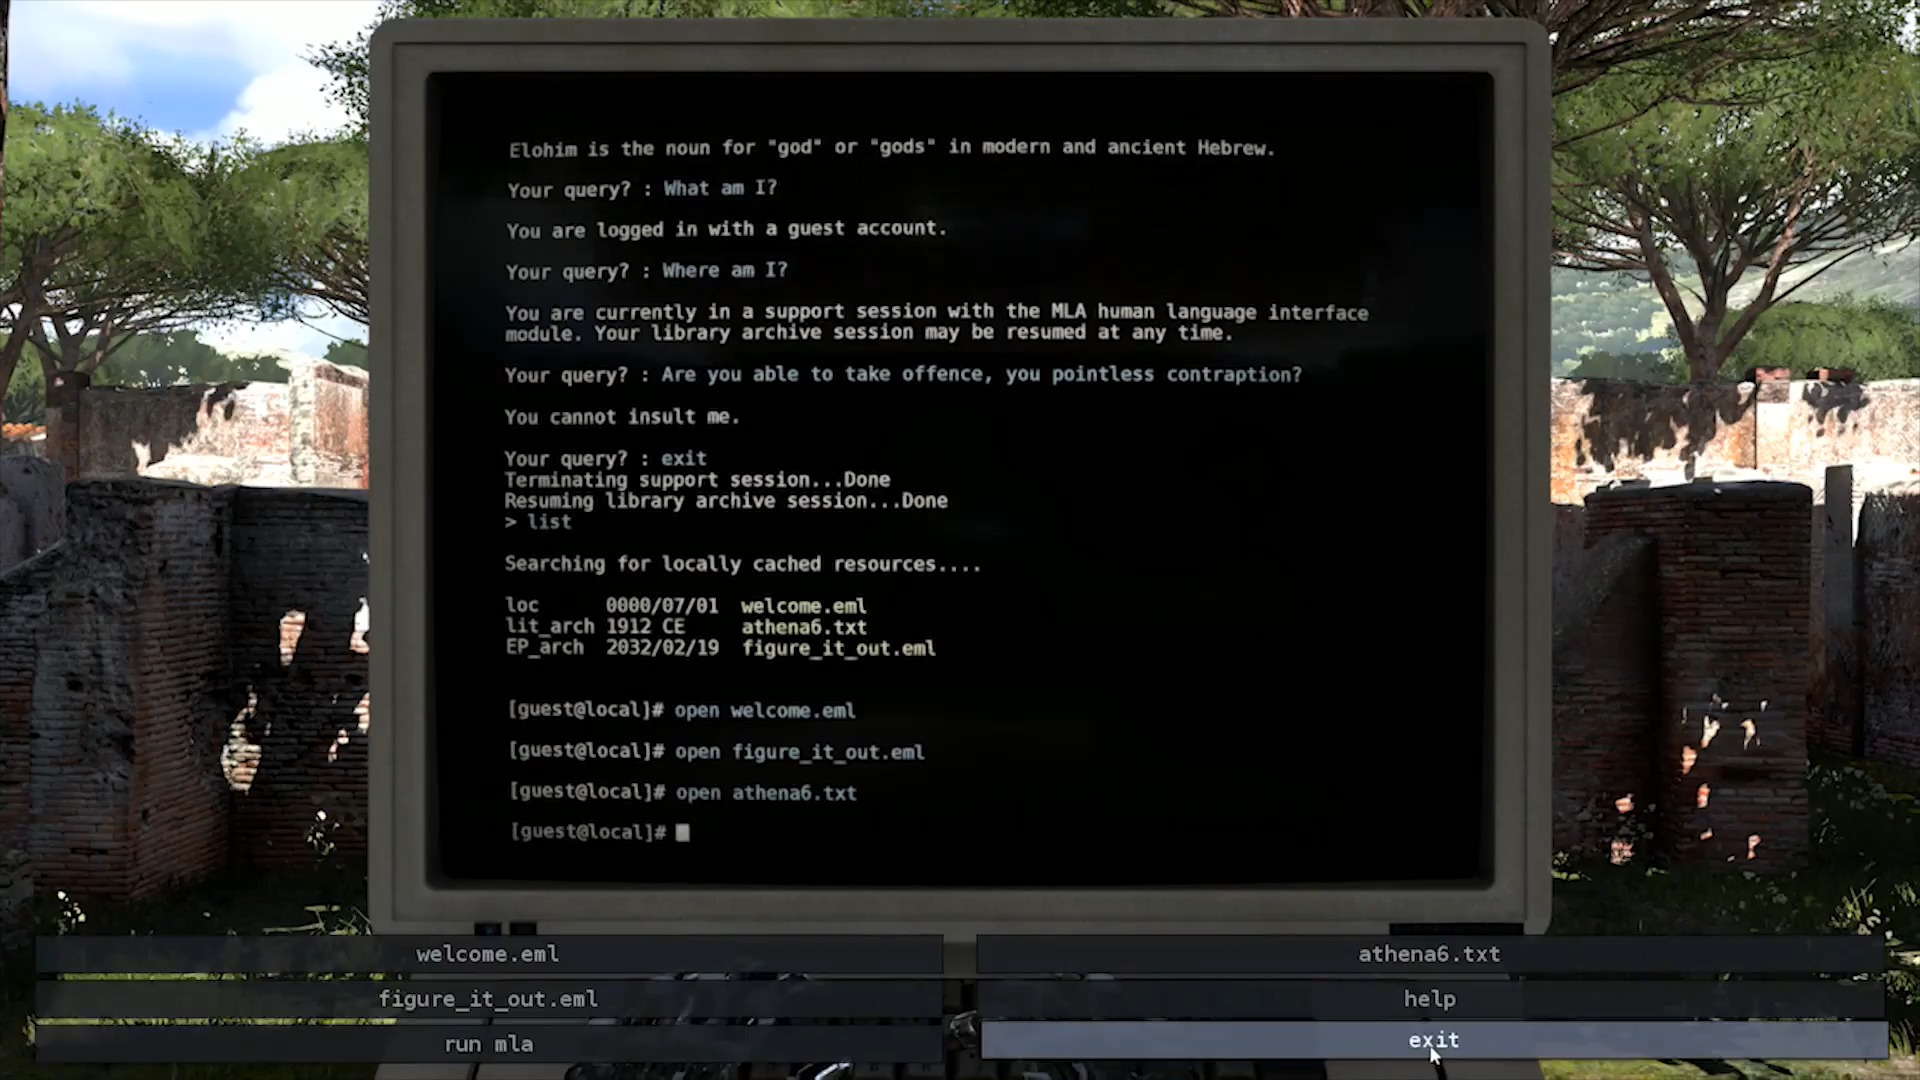 Elohim is the noun for "god" or "gods" in modern and ancient Hebrew.
Your query? : What am I?
You are logged in with a guest account.
Your query? : Where am I?
You are currently in a support session with the MLA human language interface
module. Your library archive session may be resumed at any time.
Your query? : Are you able to take offence, you pointless contraption?
You cannot insult me.
Your query? : exit
Terminating support session...Done
Resuming library archive session...Done
> list
Searching for locally cached resources....
loc 0000/07/01 welcome.eml
lit_arch 1912 CE athena6.txt
EP_arch 2032/02/19 figure_it_out.eml
[guest@local]# open welcome.eml
[guest@local]# open figure_it_out.eml
[guest@local]# open athena6.txt
[guest@local]#
welcome.eml
athena6.txt
figure_it_out.eml
help
run mla
exit